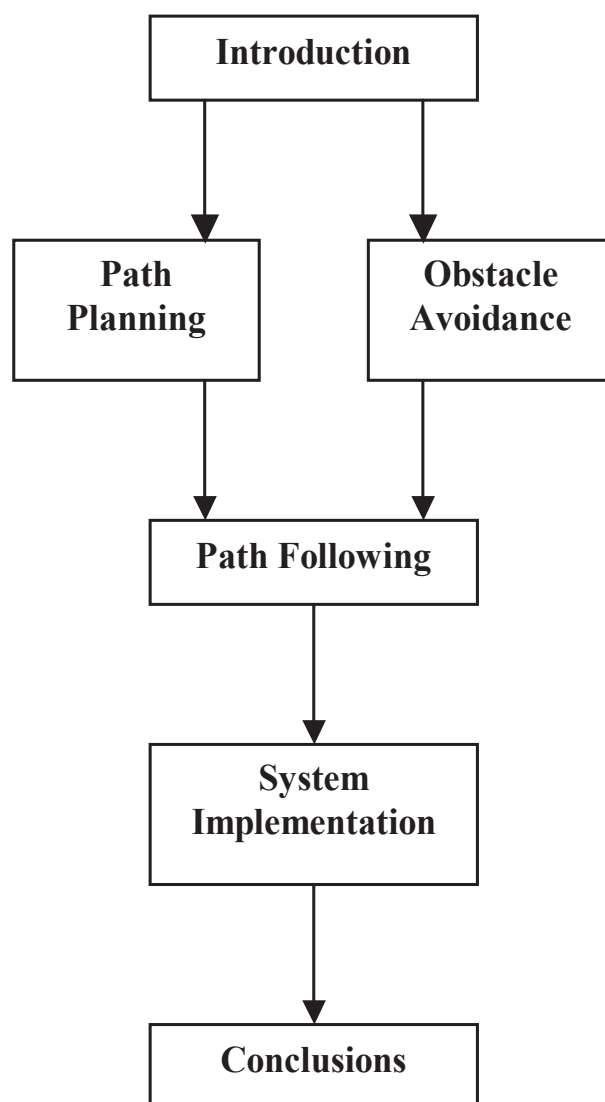 Introduction
Path
Planning
Obstacle
Avoidance
Path Following
System
Implementation
Conclusions